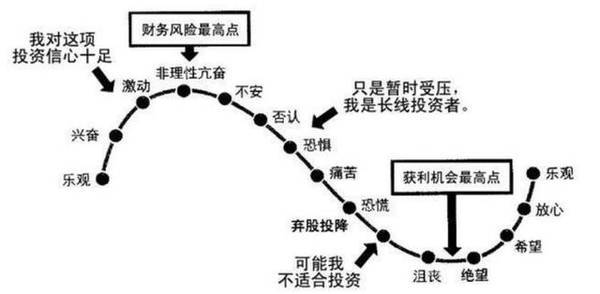 财务风险最高点
我对这项
投资信心十足
非理性亢奋
激动
不安
只是暂时受压，
我是长线投资者。
兴奋
否认
恐惧
乐观
痛苦
获利机会最高点
乐观
恐慌
放心
弃股投降
希望
可能我
不适合投资
沮丧
绝望